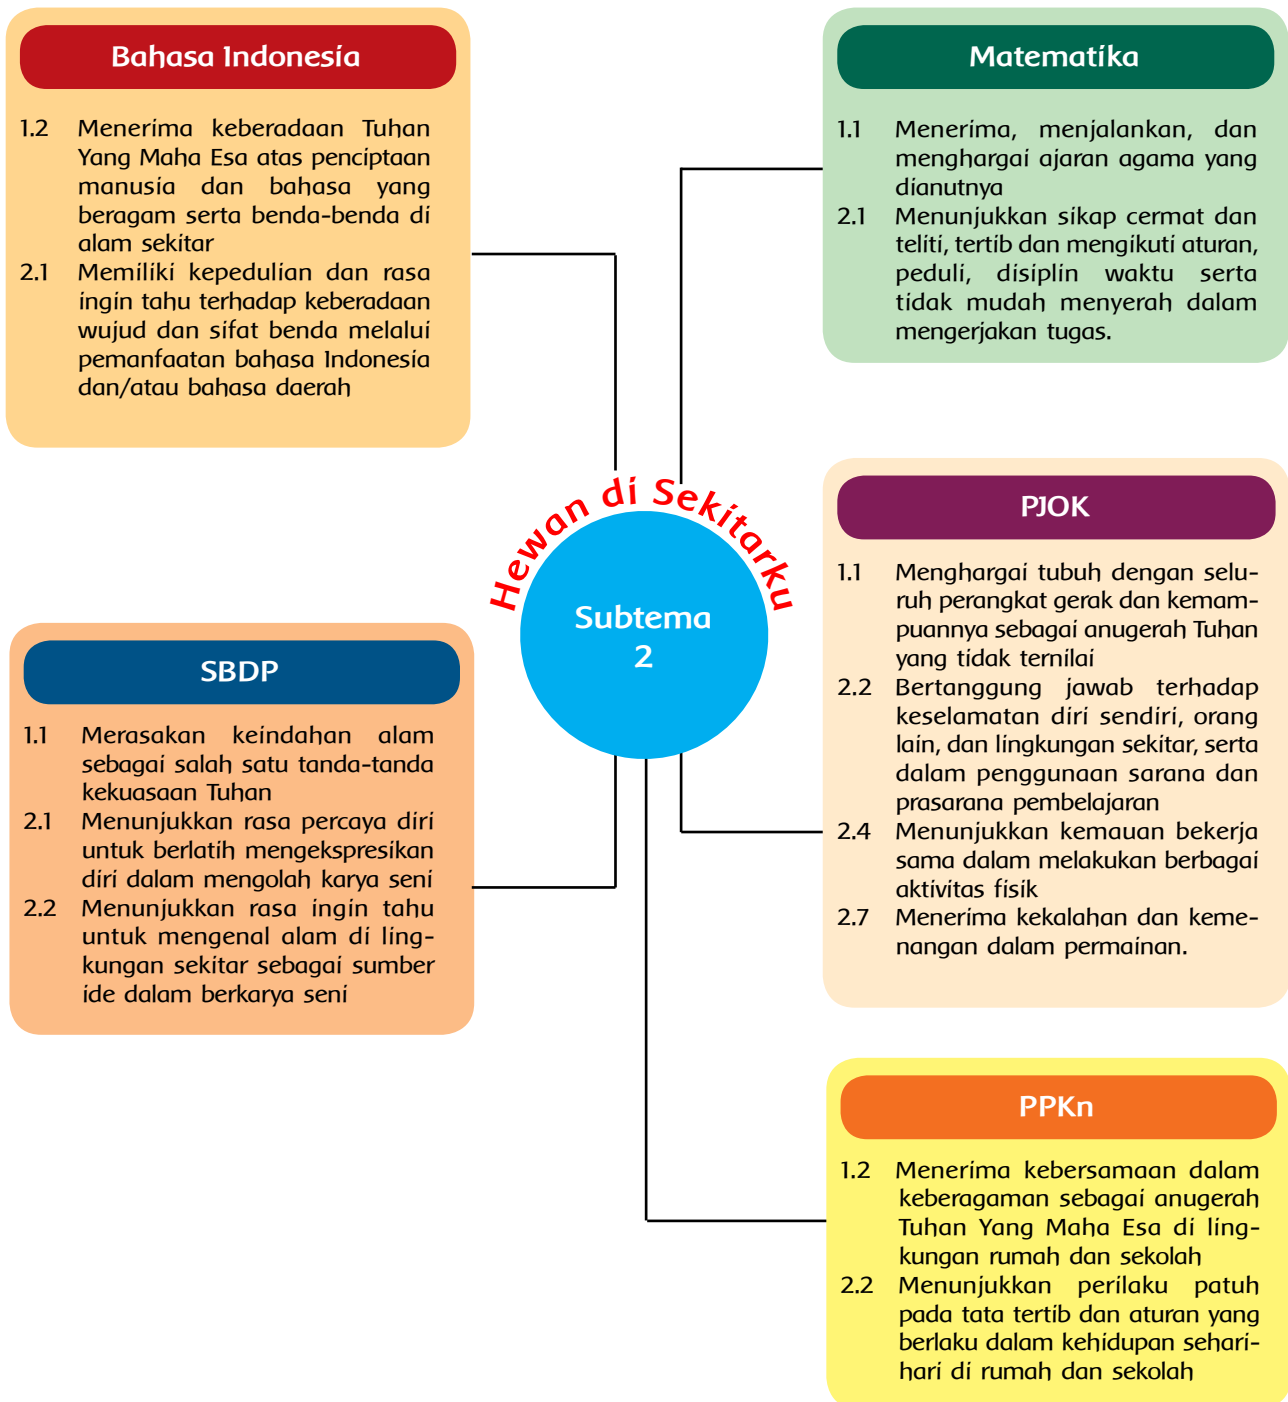 Bahasa Indonesia
1.2 Menerima keberadaan Tuhan
Yang Maha Esa atas penciptaan
manusia dan bahasa yang
beragam serta benda-benda di
alam sekitar
2.1 Memiliki kepedulian dan rasa
ingin tahu terhadap keberadaan
wujud dan sifat benda melalui
pemanfaatan bahasa Indonesia
dan/atau bahasa daerah
Matematika
1.1 Menerima, menjalankan, dan
menghargai ajaran agama yang
dianutnya
2.1 Menunjukkan sikap cermat dan
teliti, tertib dan mengikuti aturan,
peduli, disiplin waktu serta
tidak mudah menyerah dalam
mengerjakan tugas.
Hewan di Sekitarku
Subtema
2
PJOK
1.1 Menghargai tubuh dengan selu-
ruh perangkat gerak dan kemam-
puannya sebagai anugerah Tuhan
yang tidak ternilai
2.2 Bertanggung jawab terhadap
keselamatan diri sendiri, orang
lain, dan lingkungan sekitar, serta
dalam penggunaan sarana dan
prasarana pembelajaran
2.4 Menunjukkan kemauan bekerja
sama dalam melakukan berbagai
aktivitas fisik
2.7 Menerima kekalahan dan keme-
nangan dalam permainan.
SBDP
1.1 Merasakan keindahan alam
sebagai salah satu tanda-tanda
kekuasaan Tuhan
2.1 Menunjukkan rasa percaya diri
untuk berlatih mengekspresikan
diri dalam mengolah karya seni
2.2 Menunjukkan rasa ingin tahu
untuk mengenal alam di ling-
kungan sekitar sebagai sumber
ide dalam berkarya seni
PPKn
1.2 Menerima kebersamaan dalam
keberagaman sebagai anugerah
Tuhan Yang Maha Esa di ling-
kungan rumah dan sekolah
2.2 Menunjukkan perilaku patuh
pada tata tertib dan aturan yang
berlaku dalam kehidupan sehari-
hari di rumah dan sekolah